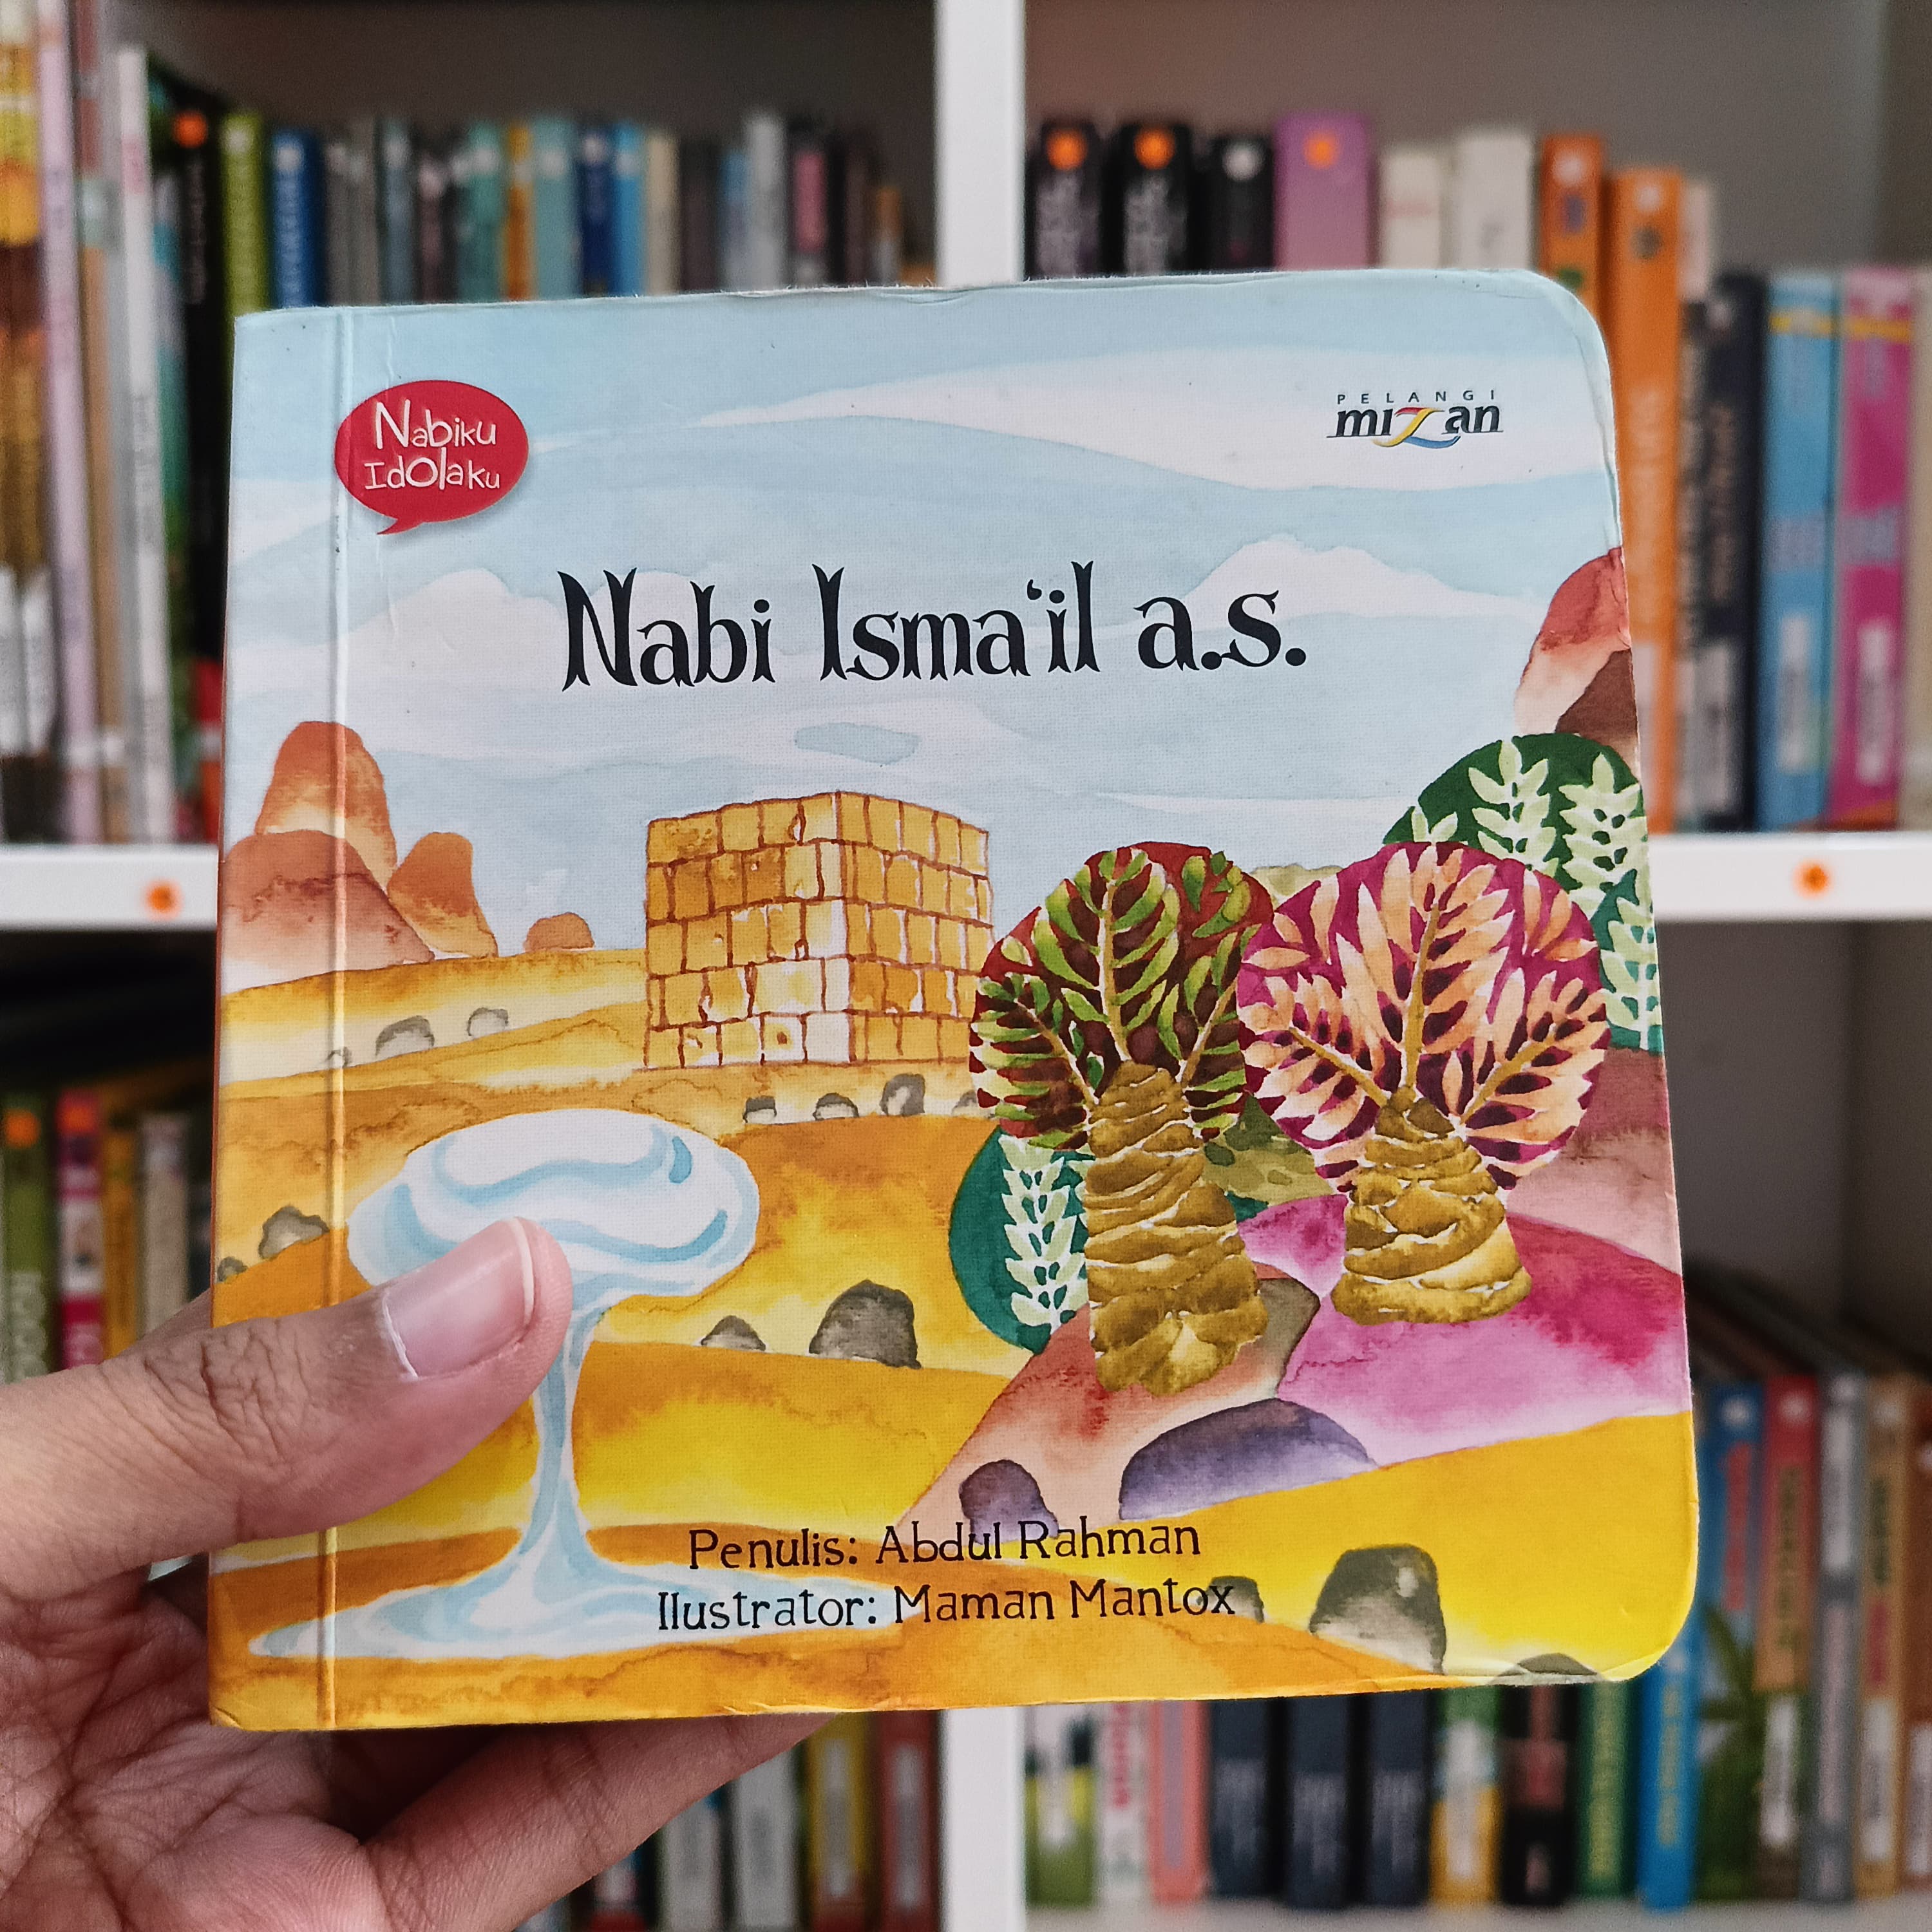 Nabiku
Idolaku
PELANGI
mizan
Nabi Isma‘il a.s.
Penulis: Abdul Rahman
Ilustrator: Maman Mantox